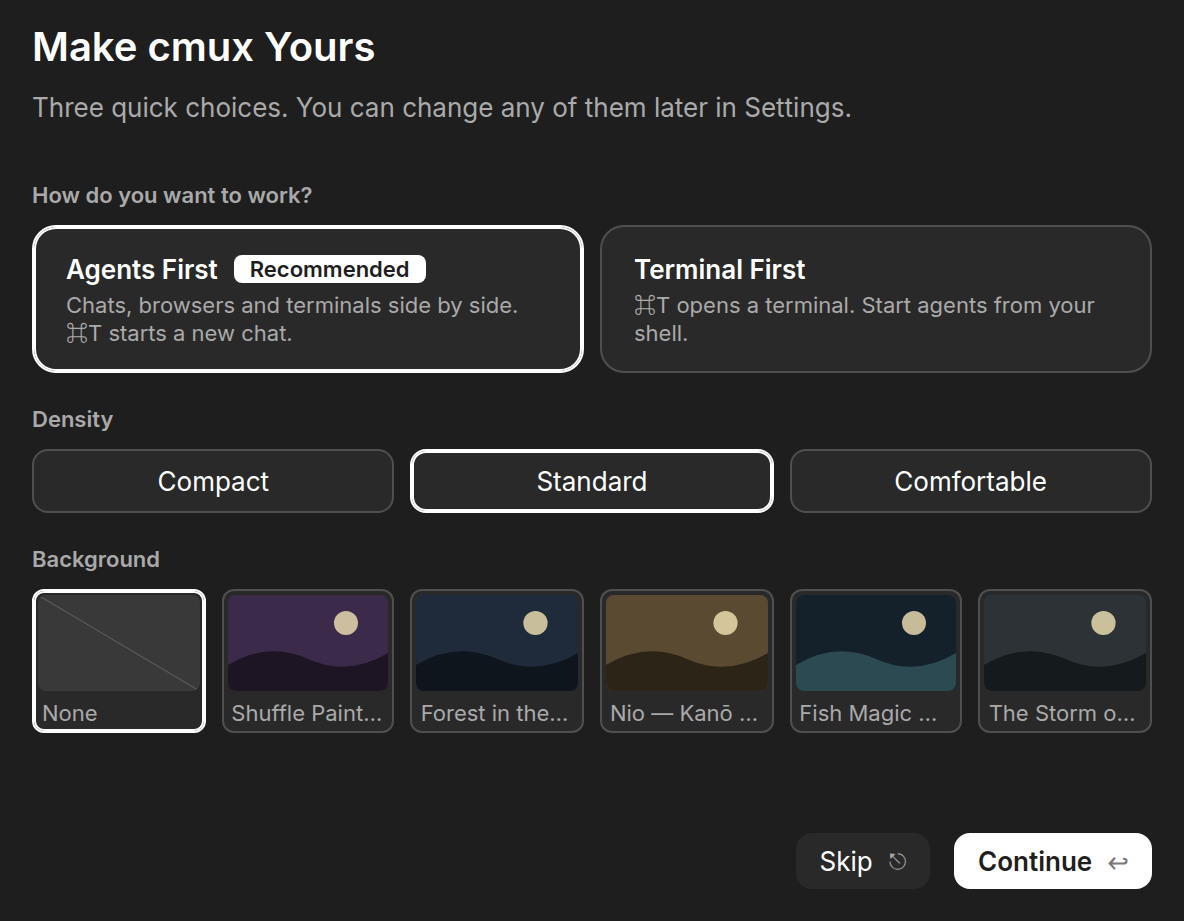 Make cmux Yours
Three quick choices. You can change any of them later in Settings.
How do you want to work?
Agents First Recommended
Chats, browsers and terminals side by side.
⌘T starts a new chat.
Terminal First
⌘T opens a terminal. Start agents from your
shell.
Density
Compact
Standard
Comfortable
Background
None
Shuffle Paint...
Forest in the...
Nio — Kanō ...
Fish Magic ...
The Storm o...
Skip ⎋
Continue ↩